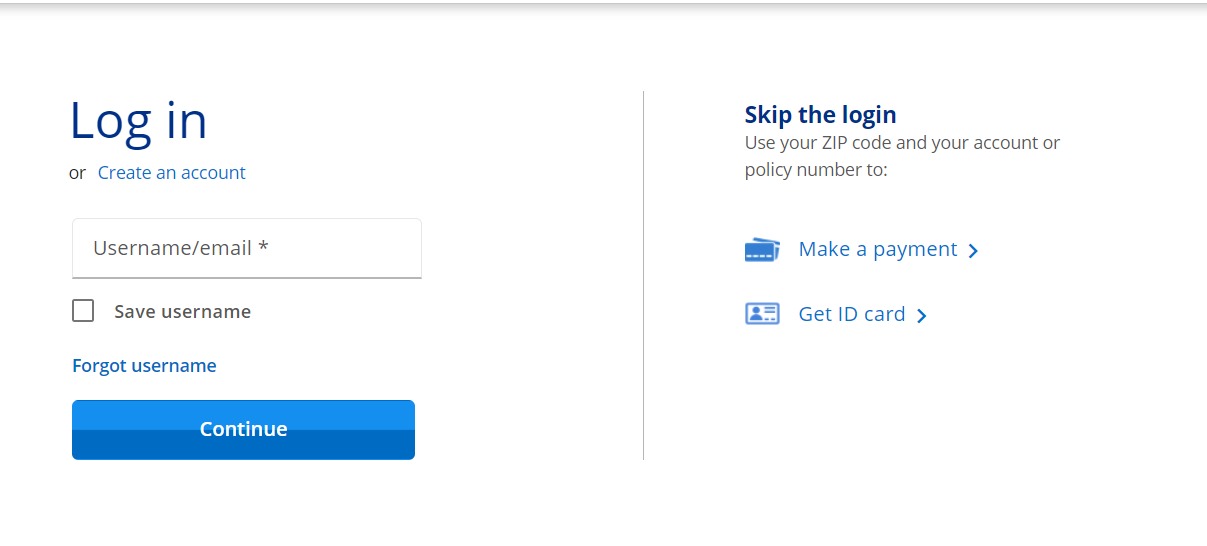 Log in
or Create an account
Username/email *
Save username
Forgot username
Continue
Skip the login
Use your ZIP code and your account or
policy number to:
Make a payment
Get ID card